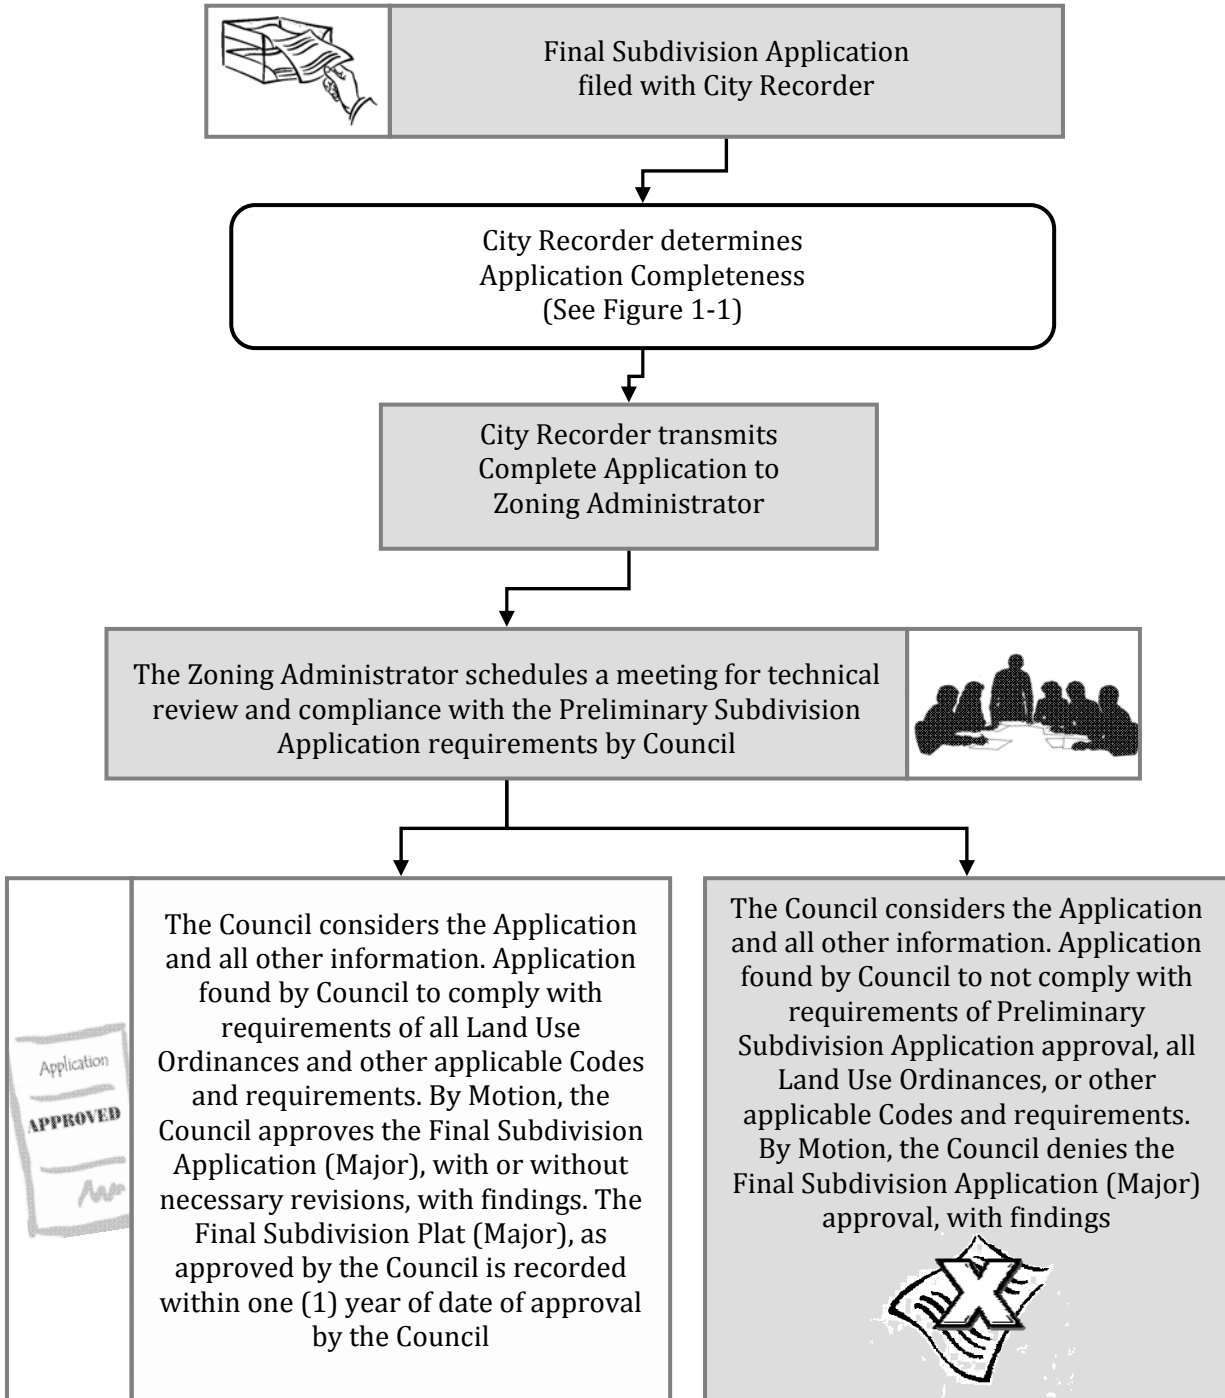 Final Subdivision Application
filed with City Recorder
City Recorder determines
Application Completeness
(See Figure 1-1)
City Recorder transmits
Complete Application to
Zoning Administrator
The Zoning Administrator schedules a meeting for technical
review and compliance with the Preliminary Subdivision
Application requirements by Council
Application
APPROVED
The Council considers the Application
and all other information. Application
found by Council to comply with
requirements of all Land Use
Ordinances and other applicable Codes
and requirements. By Motion, the
Council approves the Final Subdivision
Application (Major), with or without
necessary revisions, with findings. The
Final Subdivision Plat (Major), as
approved by the Council is recorded
within one (1) year of date of approval
by the Council
The Council considers the Application
and all other information. Application
found by Council to not comply with
requirements of Preliminary
Subdivision Application approval, all
Land Use Ordinances, or other
applicable Codes and requirements.
By Motion, the Council denies the
Final Subdivision Application (Major)
approval, with findings
X